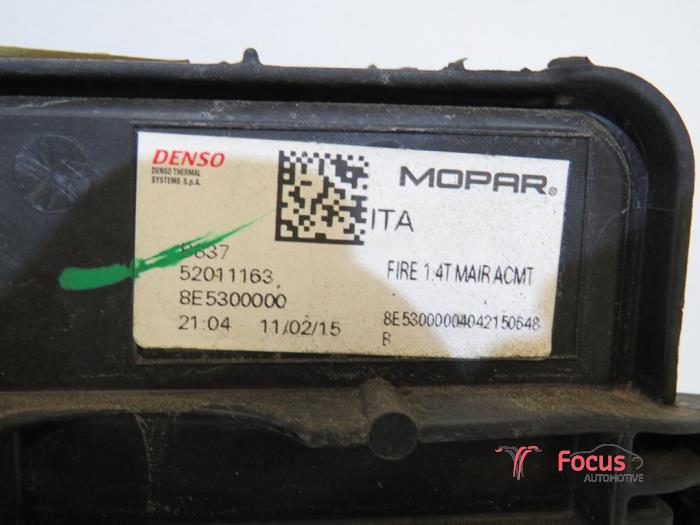 DENSO
DENSO THERMAL
SYSTEMS S.p.A.
MOPAR®
ITA
52011163
FIRE 1.4T MAIR ACMT
8E5300000
21:04 11/02/15
8E53000004042150648
B
Focus
AUTOMOTIVE